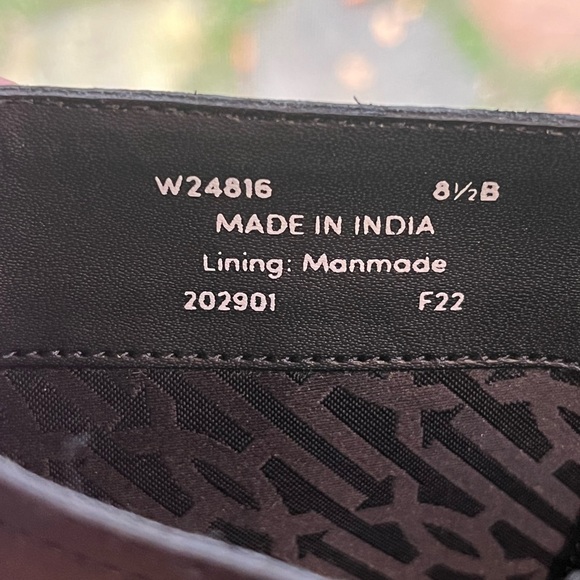 W24816 8½B
MADE IN INDIA
Lining: Manmade
202901 F22